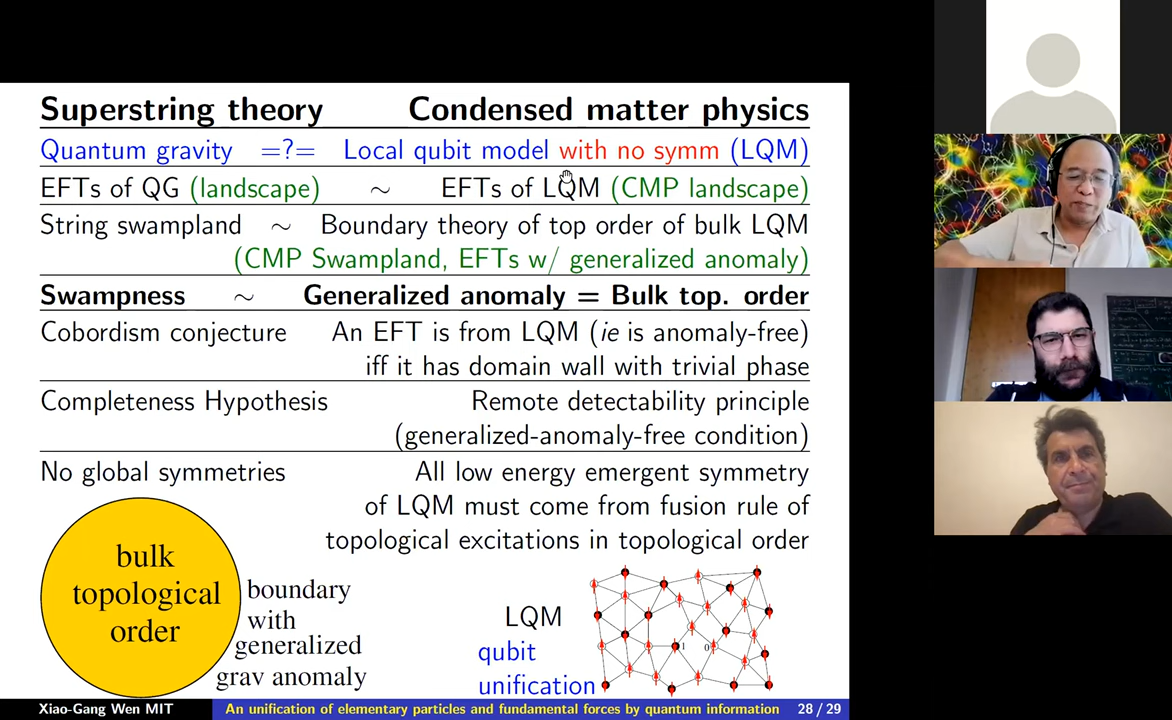 Superstring theory Condensed matter physics
Quantum gravity =?= Local qubit model with no symm (LQM)
EFTs of QG (landscape) ∼ EFTs of LQM (CMP landscape)
String swampland ∼ Boundary theory of top order of bulk LQM
(CMP Swampland, EFTs w/ generalized anomaly)
Swampness ∼ Generalized anomaly = Bulk top. order
Cobordism conjecture An EFT is from LQM (ie is anomaly-free)
iff it has domain wall with trivial phase
Completeness Hypothesis Remote detectability principle
(generalized-anomaly-free condition)
No global symmetries All low energy emergent symmetry
of LQM must come from fusion rule of
topological excitations in topological order
bulk
topological
order
boundary
with
generalized
grav anomaly
LQM
qubit
unification
1 0
Xiao-Gang Wen MIT An unification of elementary particles and fundamental forces by quantum information 28 / 29